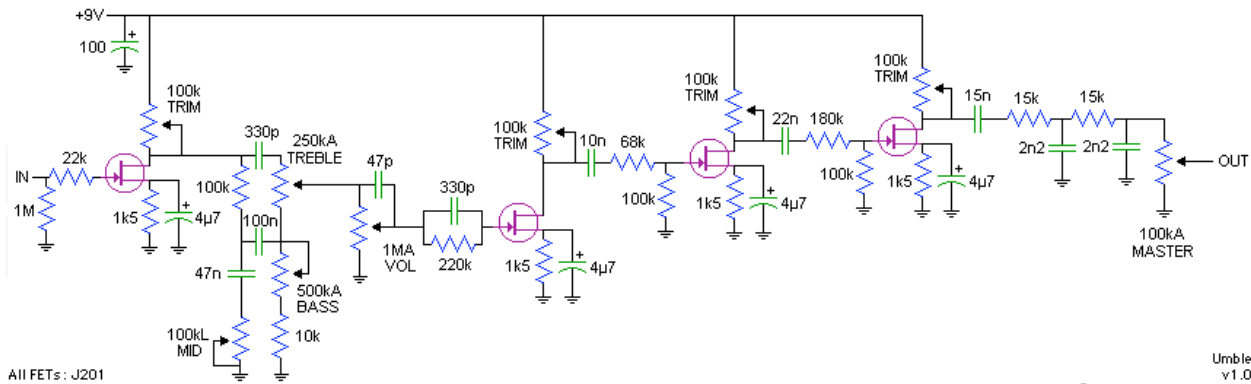 +9V
100
+
100k
TRIM
330p
250kA
TREBLE
22k
IN
1M
1k5
+
4µ7
100k
100n
47n
500kA
BASS
100kL
MID
10k
47p
1MA
VOL
330p
220k
100k
TRIM
1k5
+
4µ7
10n
68k
100k
100k
TRIM
1k5
+
4µ7
22n
180k
100k
100k
TRIM
1k5
+
4µ7
15n
15k
15k
2n2
2n2
OUT
100kA
MASTER
All FETs: J201
Umble
v1.0